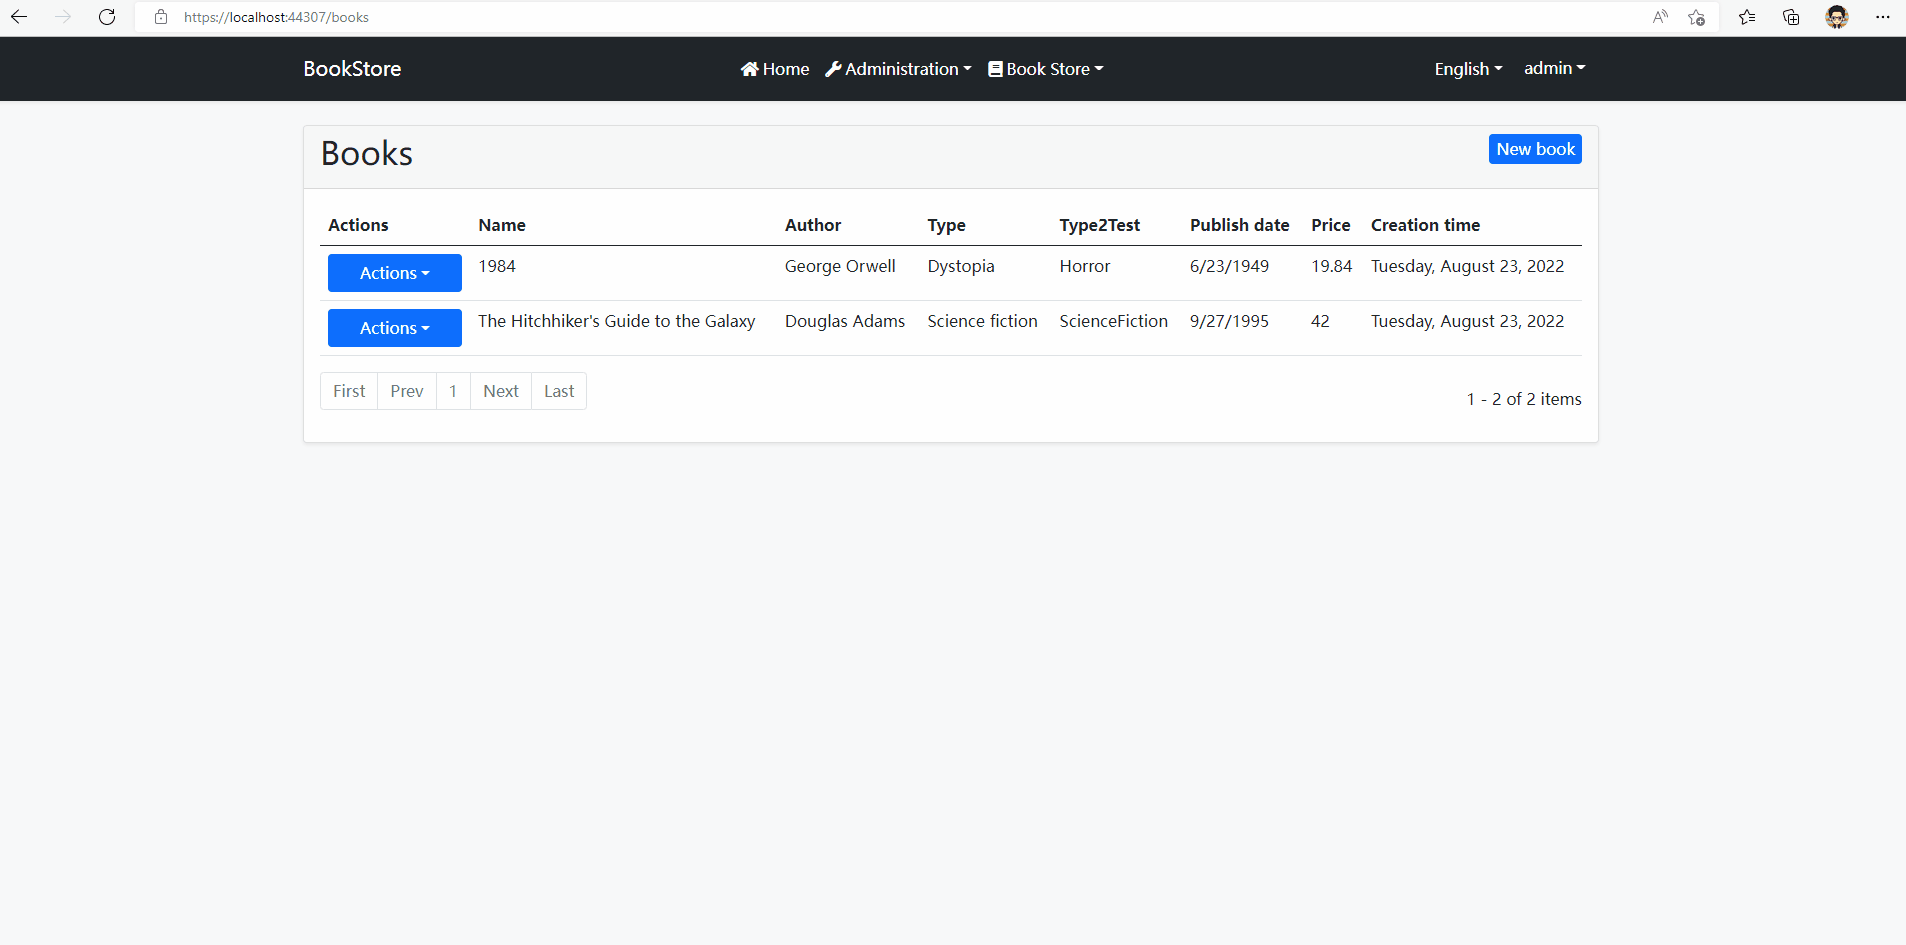 https://localhost:44307/books
BookStore Home Administration Book Store English admin
Books New book
Actions Name Author Type Type2Test Publish date Price Creation time
Actions 1984 George Orwell Dystopia Horror 6/23/1949 19.84 Tuesday, August 23, 2022
Actions The Hitchhiker's Guide to the Galaxy Douglas Adams Science fiction ScienceFiction 9/27/1995 42 Tuesday, August 23, 2022
First Prev 1 Next Last
1 - 2 of 2 items